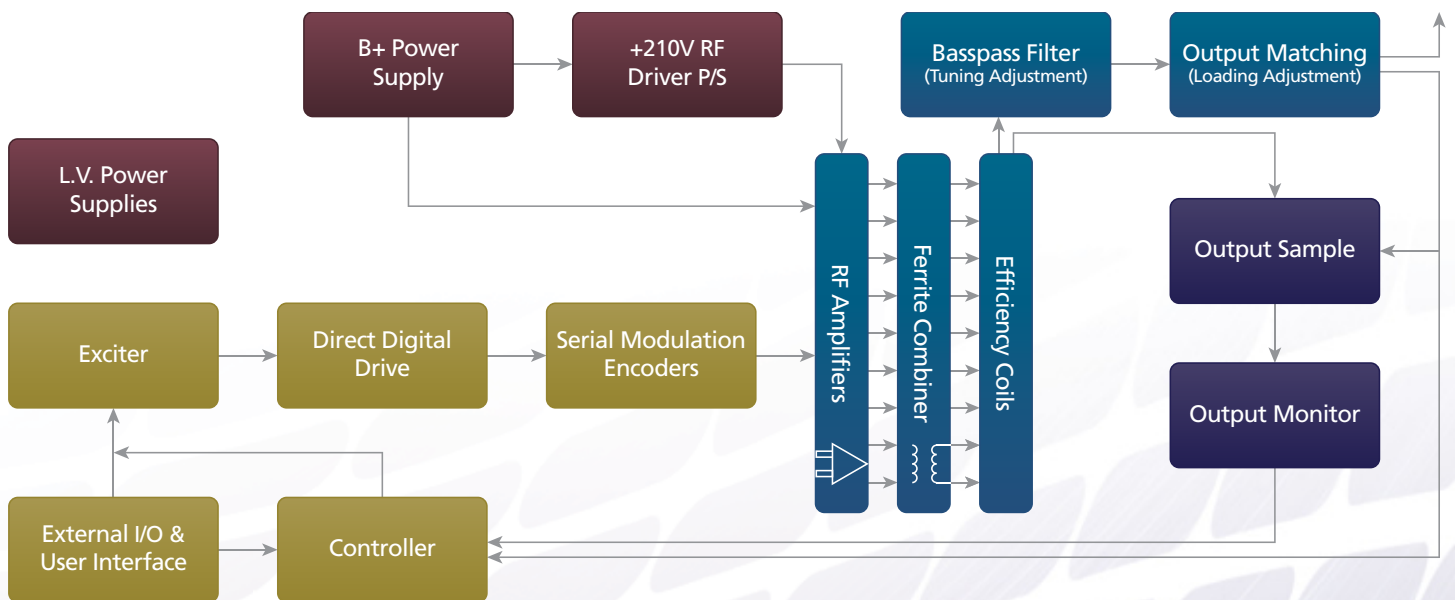 B+ Power
Supply
+210V RF
Driver P/S
Basspass Filter
(Tuning Adjustment)
Output Matching
(Loading Adjustment)
L.V. Power
Supplies
RF Amplifiers
Ferrite Combiner
Efficiency Coils
Output Sample
Exciter
Direct Digital
Drive
Serial Modulation
Encoders
Output Monitor
External I/O &
User Interface
Controller